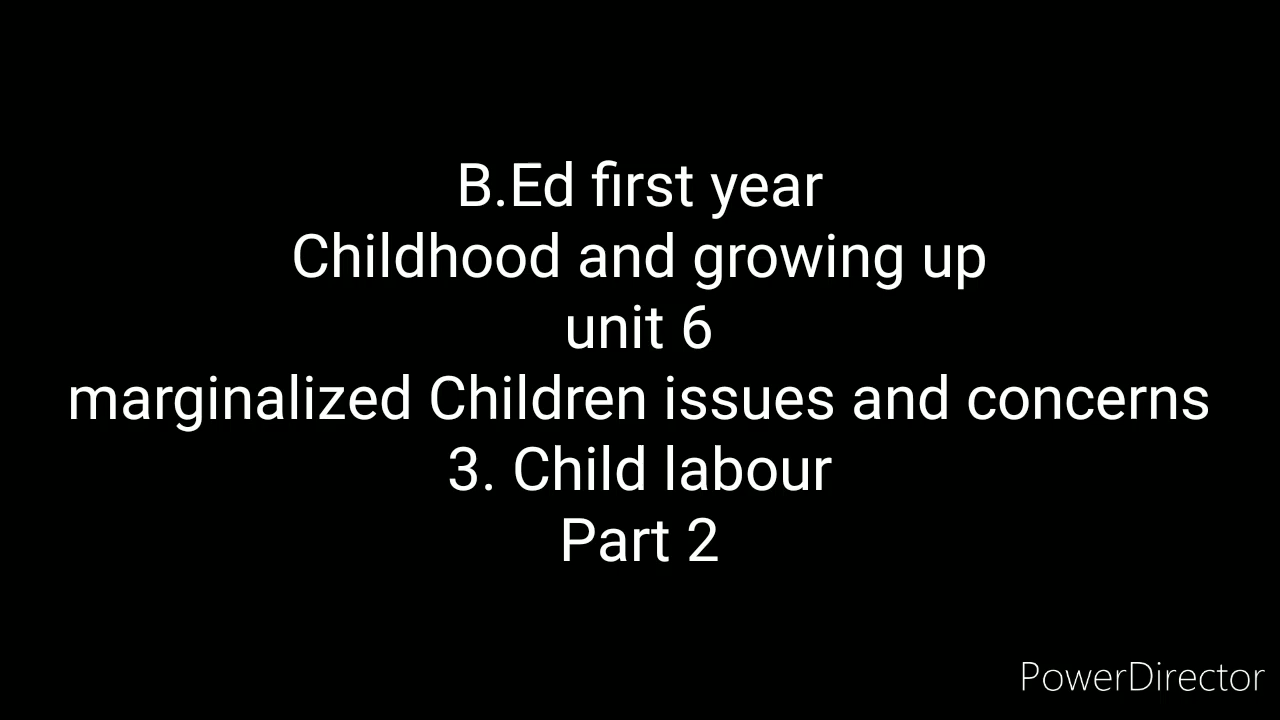 B.Ed first year
Childhood and growing up
unit 6
marginalized Children issues and concerns
3. Child labour
Part 2
PowerDirector